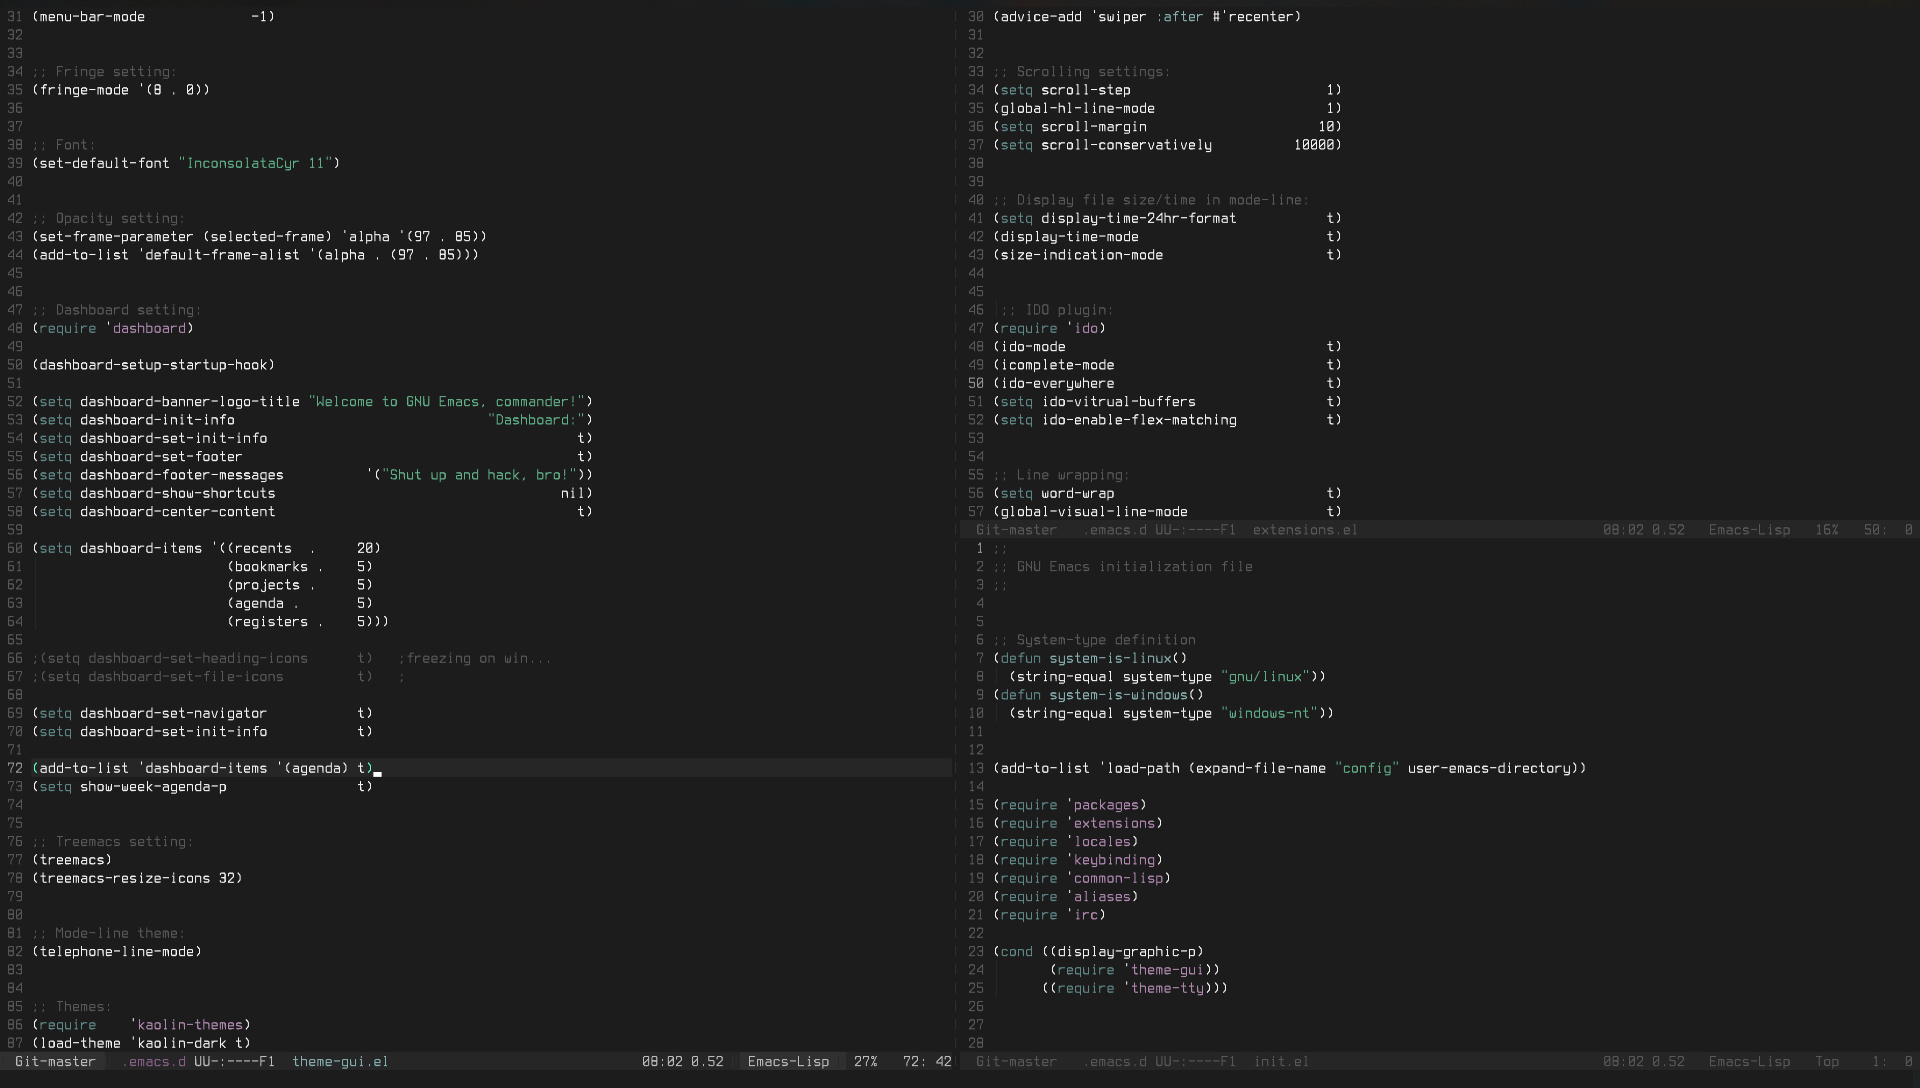 31 (menu-bar-mode             -1)
32
33
34 ;; Fringe setting:
35 (fringe-mode '(8 . 0))
36
37
38 ;; Font:
39 (set-default-font "InconsolataCyr 11")
40
41
42 ;; Opacity setting:
43 (set-frame-parameter (selected-frame) 'alpha '(97 . 85))
44 (add-to-list 'default-frame-alist '(alpha . (97 . 85)))
45
46
47 ;; Dashboard setting:
48 (require 'dashboard)
49
50 (dashboard-setup-startup-hook)
51
52 (setq dashboard-banner-logo-title "Welcome to GNU Emacs, commander!")
53 (setq dashboard-init-info                               "Dashboard:")
54 (setq dashboard-set-init-info                                      t)
55 (setq dashboard-set-footer                                         t)
56 (setq dashboard-footer-messages          '("Shut up and hack, bro!"))
57 (setq dashboard-show-shortcuts                                   nil)
58 (setq dashboard-center-content                                     t)
59
60 (setq dashboard-items '((recents  .     20)
61                         (bookmarks .    5)
62                         (projects .     5)
63                         (agenda .       5)
64                         (registers .    5)))
65
66 ;(setq dashboard-set-heading-icons      t)   ;freezing on win...
67 ;(setq dashboard-set-file-icons         t)   ;
68
69 (setq dashboard-set-navigator           t)
70 (setq dashboard-set-init-info           t)
71
72 (add-to-list 'dashboard-items '(agenda) t)
73 (setq show-week-agenda-p                t)
74
75
76 ;; Treemacs setting:
77 (treemacs)
78 (treemacs-resize-icons 32)
79
80
81 ;; Mode-line theme:
82 (telephone-line-mode)
83
84
85 ;; Themes:
86 (require    'kaolin-themes)
87 (load-theme 'kaolin-dark t)
Git-master   .emacs.d UU-:----F1  theme-gui.el   08:02 0.52   Emacs-Lisp   27%   72: 42
30 (advice-add 'swiper :after #'recenter)
31
32
33 ;; Scrolling settings:
34 (setq scroll-step                        1)
35 (global-hl-line-mode                     1)
36 (setq scroll-margin                     10)
37 (setq scroll-conservatively          10000)
38
39
40 ;; Display file size/time in mode-line:
41 (setq display-time-24hr-format           t)
42 (display-time-mode                       t)
43 (size-indication-mode                    t)
44
45
46  ;; IDO plugin:
47 (require 'ido)
48 (ido-mode                                t)
49 (icomplete-mode                          t)
50 (ido-everywhere                          t)
51 (setq ido-vitrual-buffers                t)
52 (setq ido-enable-flex-matching           t)
53
54
55 ;; Line wrapping:
56 (setq word-wrap                          t)
57 (global-visual-line-mode                 t)
Git-master   .emacs.d UU-:----F1  extensions.el   08:02 0.52   Emacs-Lisp   16%   50:  0
1 ;;
2 ;; GNU Emacs initialization file
3 ;;
4
5
6 ;; System-type definition
7 (defun system-is-linux()
8   (string-equal system-type "gnu/linux"))
9 (defun system-is-windows()
10   (string-equal system-type "windows-nt"))
11
12
13 (add-to-list 'load-path (expand-file-name "config" user-emacs-directory))
14
15 (require 'packages)
16 (require 'extensions)
17 (require 'locales)
18 (require 'keybinding)
19 (require 'common-lisp)
20 (require 'aliases)
21 (require 'irc)
22
23 (cond ((display-graphic-p)
24        (require 'theme-gui))
25       ((require 'theme-tty)))
26
27
28
Git-master   .emacs.d UU-:----F1  init.el   08:02 0.52   Emacs-Lisp   Top    1:  0